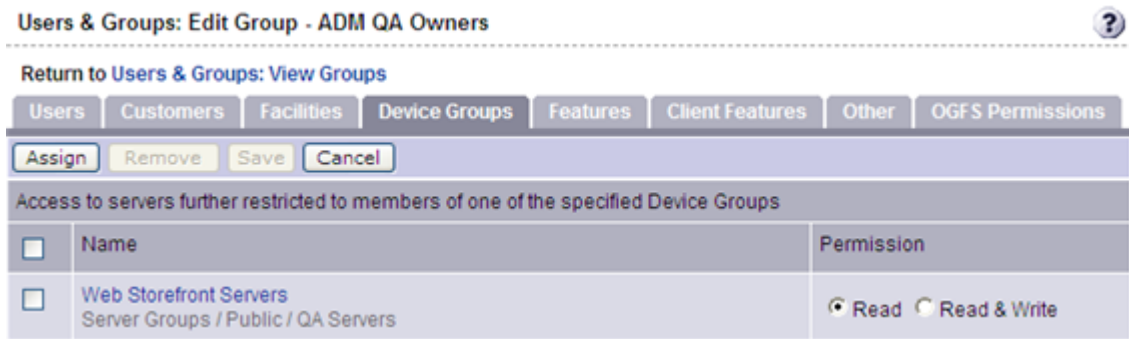 Users & Groups: Edit Group - ADM QA Owners
?
Return to Users & Groups: View Groups
Users Customers Facilities Device Groups Features Client Features Other OGFS Permissions
Assign Remove Save Cancel
Access to servers further restricted to members of one of the specified Device Groups
Name Permission
Web Storefront Servers
Server Groups / Public / QA Servers
Read Read & Write